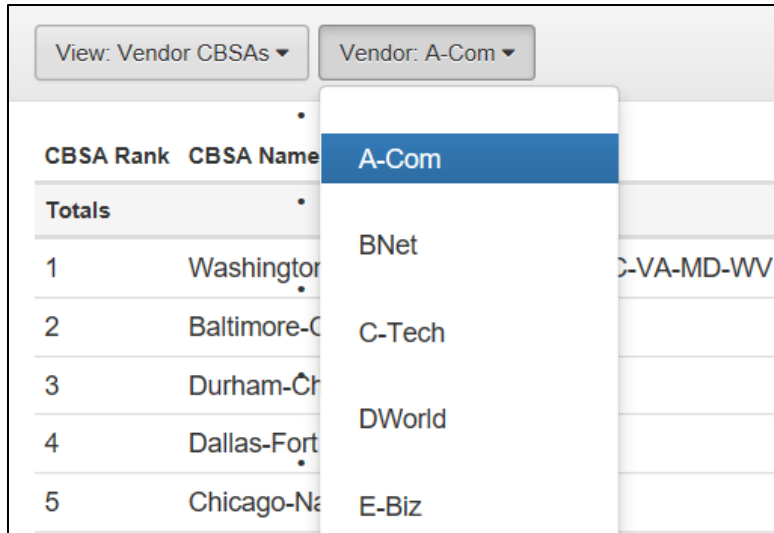 View: Vendor CBSAs Vendor: A-Com
CBSA Rank CBSA Name
A-Com
Totals
BNet
1 Washington C-VA-MD-WV
2 Baltimore-C
C-Tech
3 Durham-Ch
DWorld
4 Dallas-Fort
5 Chicago-Na
E-Biz